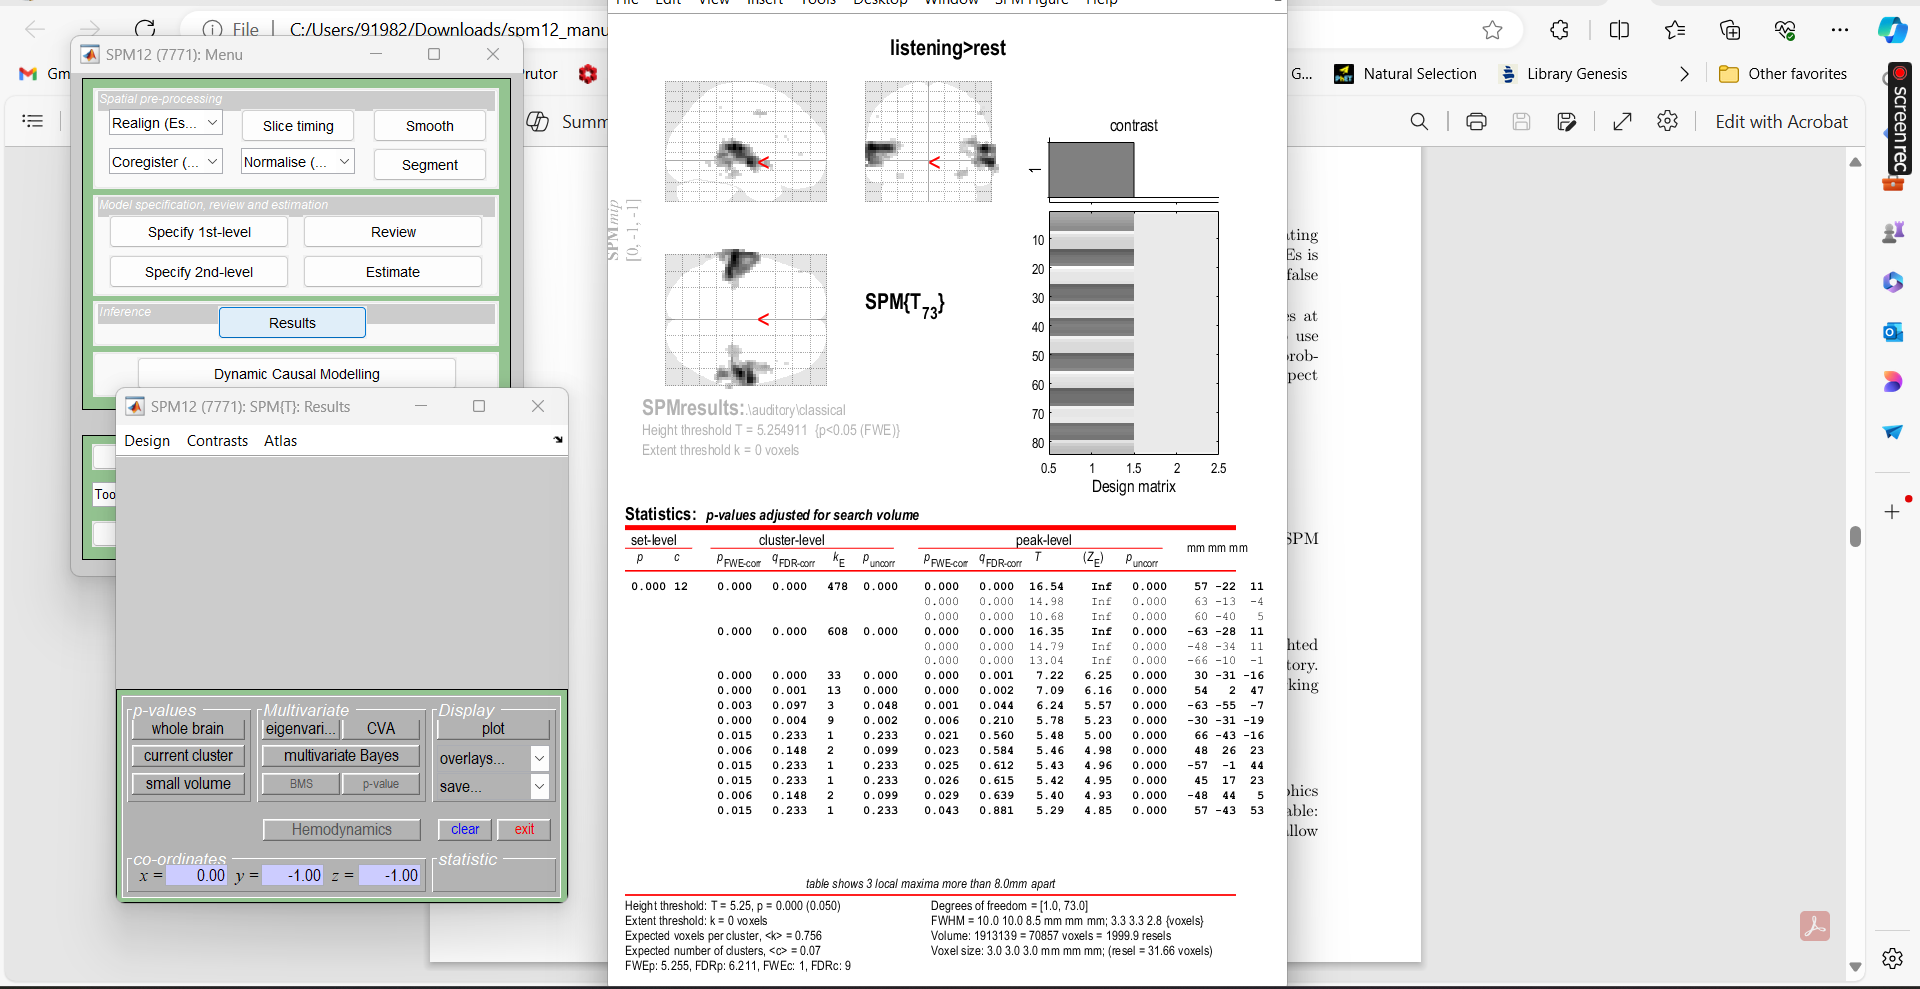 File Edit View Insert Tools Desktop Window SPM Figure Help
File C:/Users/91982/Downloads/spm12_manu
SPM12 (7771): Menu
Gm
rutor
G...
Natural Selection
Library Genesis
Other favorites
Summ
Edit with Acrobat
screenrec
Spatial pre-processing
Realign (Es... Slice timing Smooth
Coregister (... Normalise (... Segment
Model specification, review and estimation
Specify 1st-level Review
Specify 2nd-level Estimate
Inference
Results
Dynamic Causal Modelling
Too
SPM12 (7771): SPM{T}: Results
Design Contrasts Atlas
p-values Multivariate Display
whole brain eigenvari... CVA plot
current cluster multivariate Bayes overlays...
small volume BMS p-value save...
Hemodynamics clear exit
co-ordinates statistic
x = 0.00 y = -1.00 z = -1.00
listening>rest
SPMmip
[0, -1, -1]
SPM{T73}
contrast
1
10
20
30
40
50
60
70
80
0.5 1 1.5 2 2.5
Design matrix
SPMresults: .\auditory\classical
Height threshold T = 5.254911 {p<0.05 (FWE)}
Extent threshold k = 0 voxels
Statistics: p-values adjusted for search volume
set-level cluster-level peak-level mm mm mm
p c pFWE-corr qFDR-corr kE puncorr pFWE-corr qFDR-corr T (ZE) puncorr
0.000 12 0.000 0.000 478 0.000 0.000 0.000 16.54 Inf 0.000 57 -22 11
0.000 0.000 14.98 Inf 0.000 63 -13 -4
0.000 0.000 10.68 Inf 0.000 60 -40 5
0.000 0.000 608 0.000 0.000 0.000 16.35 Inf 0.000 -63 -28 11
0.000 0.000 14.79 Inf 0.000 -48 -34 11
0.000 0.000 13.04 Inf 0.000 -66 -10 -1
0.000 0.000 33 0.000 0.000 0.001 7.22 6.25 0.000 30 -31 -16
0.000 0.001 13 0.000 0.000 0.002 7.09 6.16 0.000 54 2 47
0.003 0.097 3 0.048 0.001 0.044 6.24 5.57 0.000 -63 -55 -7
0.000 0.004 9 0.002 0.006 0.210 5.78 5.23 0.000 -30 -31 -19
0.015 0.233 1 0.233 0.021 0.560 5.48 5.00 0.000 66 -43 -16
0.006 0.148 2 0.099 0.023 0.584 5.46 4.98 0.000 48 26 23
0.015 0.233 1 0.233 0.025 0.612 5.43 4.96 0.000 -57 -1 44
0.015 0.233 1 0.233 0.026 0.615 5.42 4.95 0.000 45 17 23
0.006 0.148 2 0.099 0.029 0.639 5.40 4.93 0.000 -48 44 5
0.015 0.233 1 0.233 0.043 0.881 5.29 4.85 0.000 57 -43 53
table shows 3 local maxima more than 8.0mm apart
Height threshold: T = 5.25, p = 0.000 (0.050)
Extent threshold: k = 0 voxels
Expected voxels per cluster, <k> = 0.756
Expected number of clusters, <c> = 0.07
FWEp: 5.255, FDRp: 6.211, FWEc: 1, FDRc: 9
Degrees of freedom = [1.0, 73.0]
FWHM = 10.0 10.0 8.5 mm mm mm; 3.3 3.3 2.8 {voxels}
Volume: 1913139 = 70857 voxels = 1999.9 resels
Voxel size: 3.0 3.0 3.0 mm mm mm; (resel = 31.66 voxels)
ating
Es is
false
s at
use
rob-
pect
SPM
hted
tory.
king
hics
able:
llow